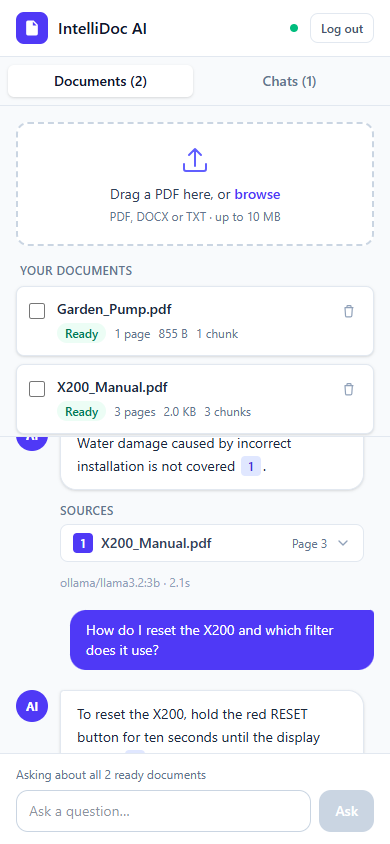 IntelliDoc AI
Log out
Documents (2)
Chats (1)
Drag a PDF here, or browse
PDF, DOCX or TXT · up to 10 MB
YOUR DOCUMENTS
Garden_Pump.pdf
Ready 1 page 855 B 1 chunk
X200_Manual.pdf
Ready 3 pages 2.0 KB 3 chunks
AI
Water damage caused by incorrect
installation is not covered 1 .
SOURCES
1 X200_Manual.pdf Page 3
ollama/llama3.2:3b · 2.1s
How do I reset the X200 and which filter
does it use?
AI
To reset the X200, hold the red RESET
button for ten seconds until the display
Asking about all 2 ready documents
Ask a question...
Ask